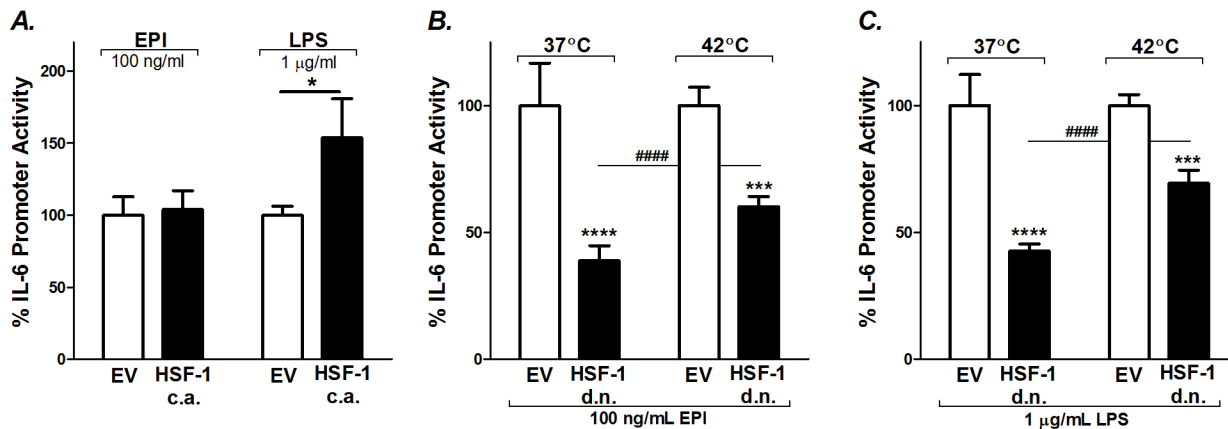 A.
EPI
100 ng/ml
LPS
1 μg/ml
*
% IL-6 Promoter Activity
200
150
100
50
0
EV
HSF-1
c.a.
EV
HSF-1
c.a.
B.
37°C
42°C
% IL-6 Promoter Activity
100
50
0
####
****
***
EV
HSF-1
d.n.
EV
HSF-1
d.n.
100 ng/mL EPI
C.
37°C
42°C
% IL-6 Promoter Activity
100
50
0
####
****
***
EV
HSF-1
d.n.
EV
HSF-1
d.n.
1 μg/mL LPS